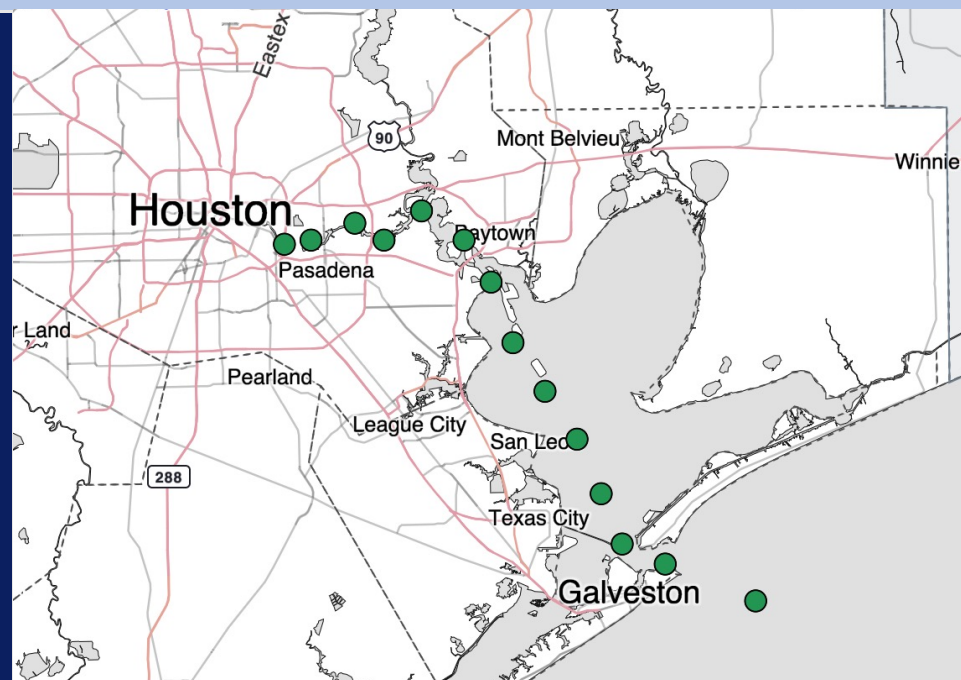 Eastex
90
Mont Belvieu
Winnie
Houston
Baytown
Pasadena
r Land
Pearland
League City
San Leo
288
Texas City
Galveston